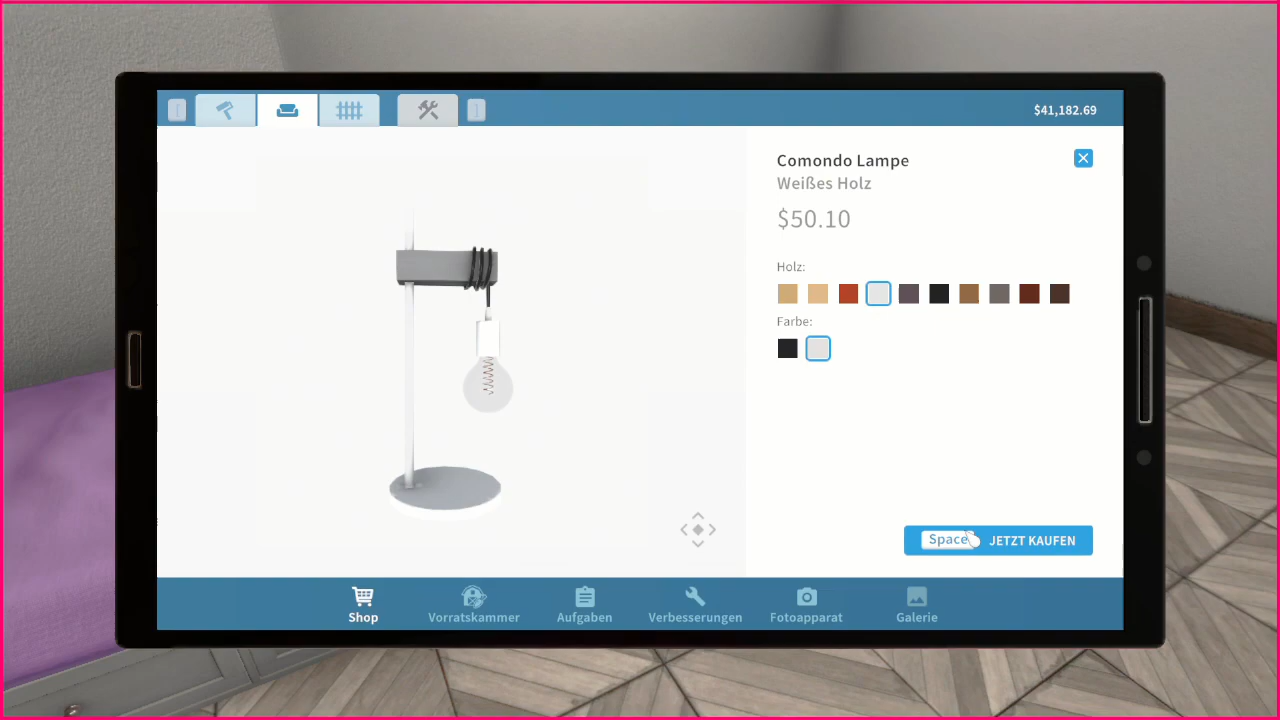 $41,182.69
Comondo Lampe
Weißes Holz
$50.10
Holz:
Farbe:
Space JETZT KAUFEN
Shop Vorratskammer Aufgaben Verbesserungen Fotoapparat Galerie